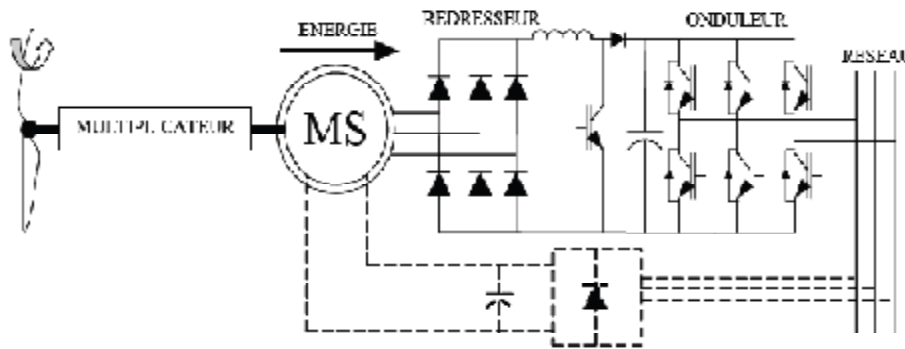 ENERGIE
REDRESSEUR
ONDULEUR
RESEAU
MULTIPLICATEUR
MS